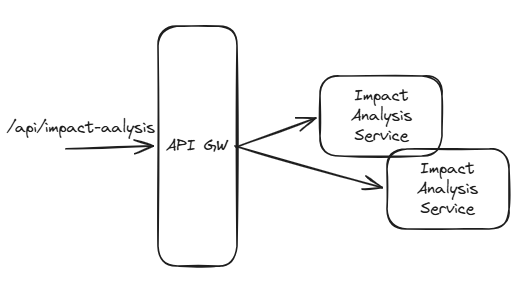 /api/impact-aalysis
API GW
Impact
Analysis
Service
Impact
Analysis
Service